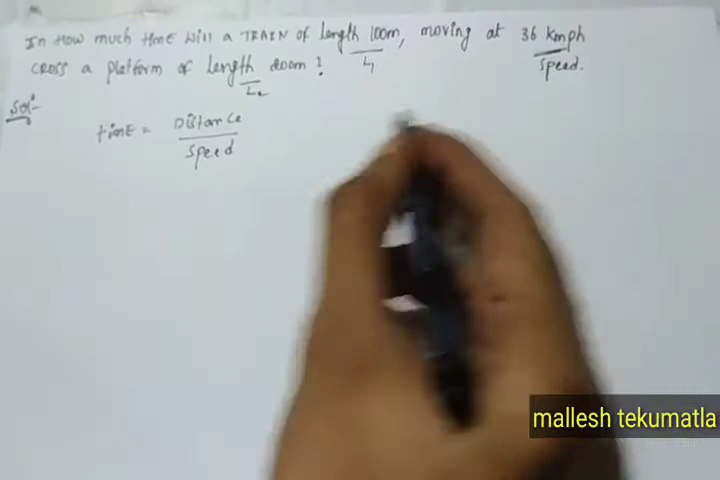 In How much time will a TRAIN of length 100m, moving at 36 kmph
L1
speed.
CROSS a platform of Length 200m ?
L2
Sol:-
timE = Distance
Speed
mallesh tekumatla